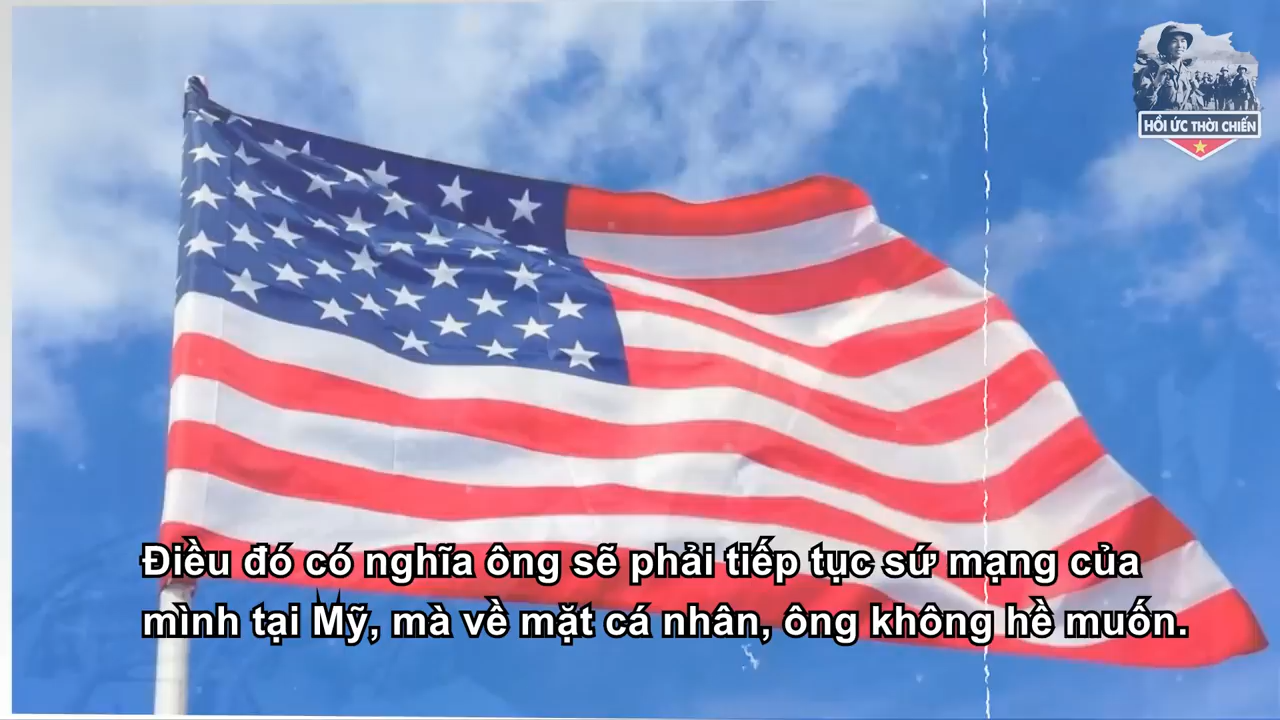 HỒI ỨC THỜI CHIẾN
Điều đó có nghĩa ông sẽ phải tiếp tục sứ mạng của
mình tại Mỹ, mà về mặt cá nhân, ông không hề muốn.